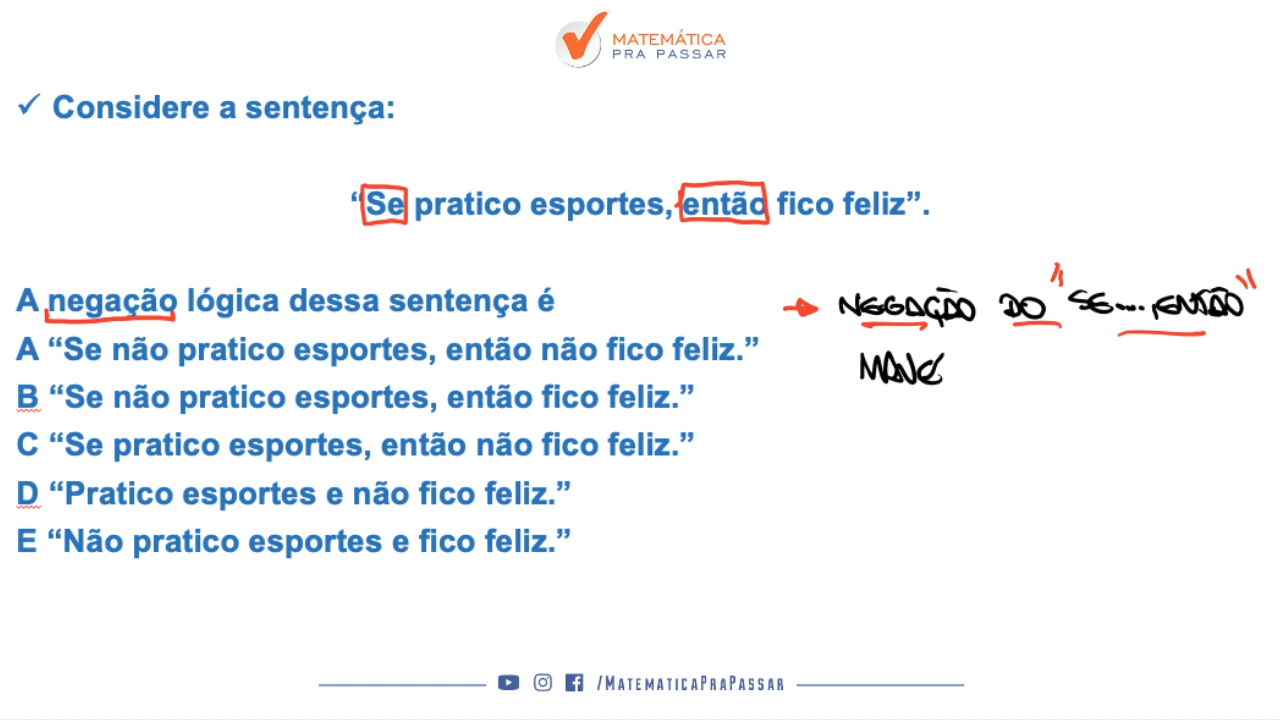 MATEMÁTICA
PRA PASSAR
✓ Considere a sentença:
“Se pratico esportes, então fico feliz”.
A negação lógica dessa sentença é
A “Se não pratico esportes, então não fico feliz.”
B “Se não pratico esportes, então fico feliz.”
C “Se pratico esportes, então não fico feliz.”
D “Pratico esportes e não fico feliz.”
E “Não pratico esportes e fico feliz.”
NEGAÇÃO DO "SE...,ENTÃO"
MANÉ
/MATEMATICAPRAPASSAR